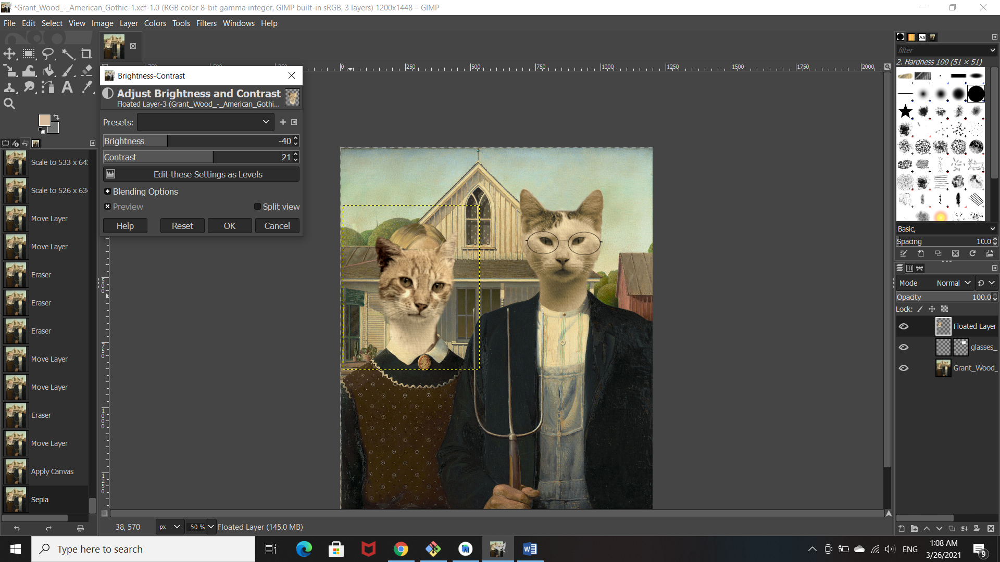 *Grant_Wood_-_American_Gothic-1.xcf-1.0 (RGB color 8-bit gamma integer, GIMP built-in sRGB, 3 layers) 1200x1448 – GIMP
File Edit Select View Image Layer Colors Tools Filters Windows Help
0 250 500 750 1000 1250 1500 1750 2000
Brightness-Contrast
Adjust Brightness and Contrast
Floated Layer-3 (Grant_Wood_-_American_Gothi...
Presets:
Brightness -40
Contrast 21
Edit these Settings as Levels
Blending Options
Preview Split view
Help Reset OK Cancel
500
750
1000
1250
Scale to 533 x 64
Scale to 526 x 634
Move Layer
Move Layer
Eraser
Eraser
Eraser
Move Layer
Move Layer
Eraser
Move Layer
Apply Canvas
Sepia
Aa
filter
2. Hardness 100 (51 × 51)
Basic,
Spacing 10.0
Mode Normal
Opacity 100.0
Lock:
Floated Layer
glasses_
Grant_Wood_
38, 570 px 50 % Floated Layer (145.0 MB)
Type here to search
ENG
1:08 AM
3/26/2021
9